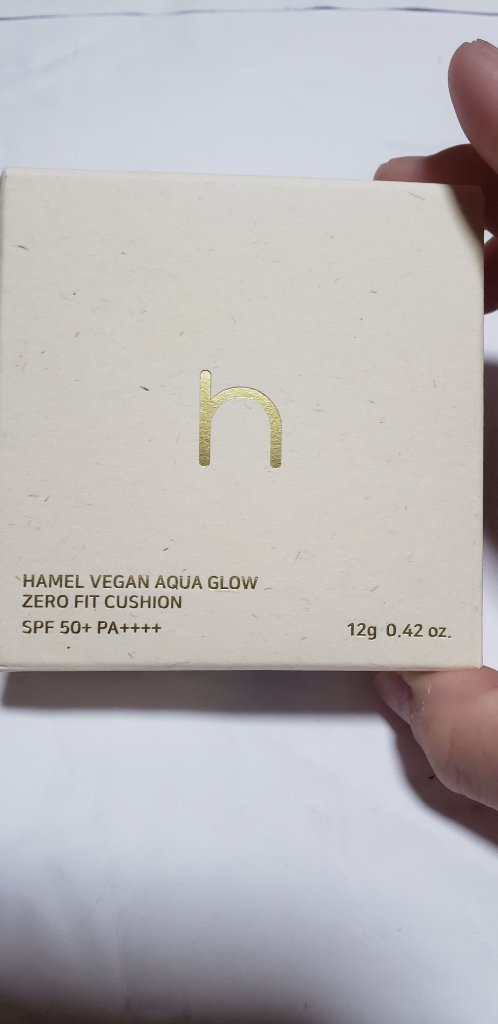 h
HAMEL VEGAN AQUA GLOW
ZERO FIT CUSHION
SPF 50+ PA++++
12g 0.42 oz.